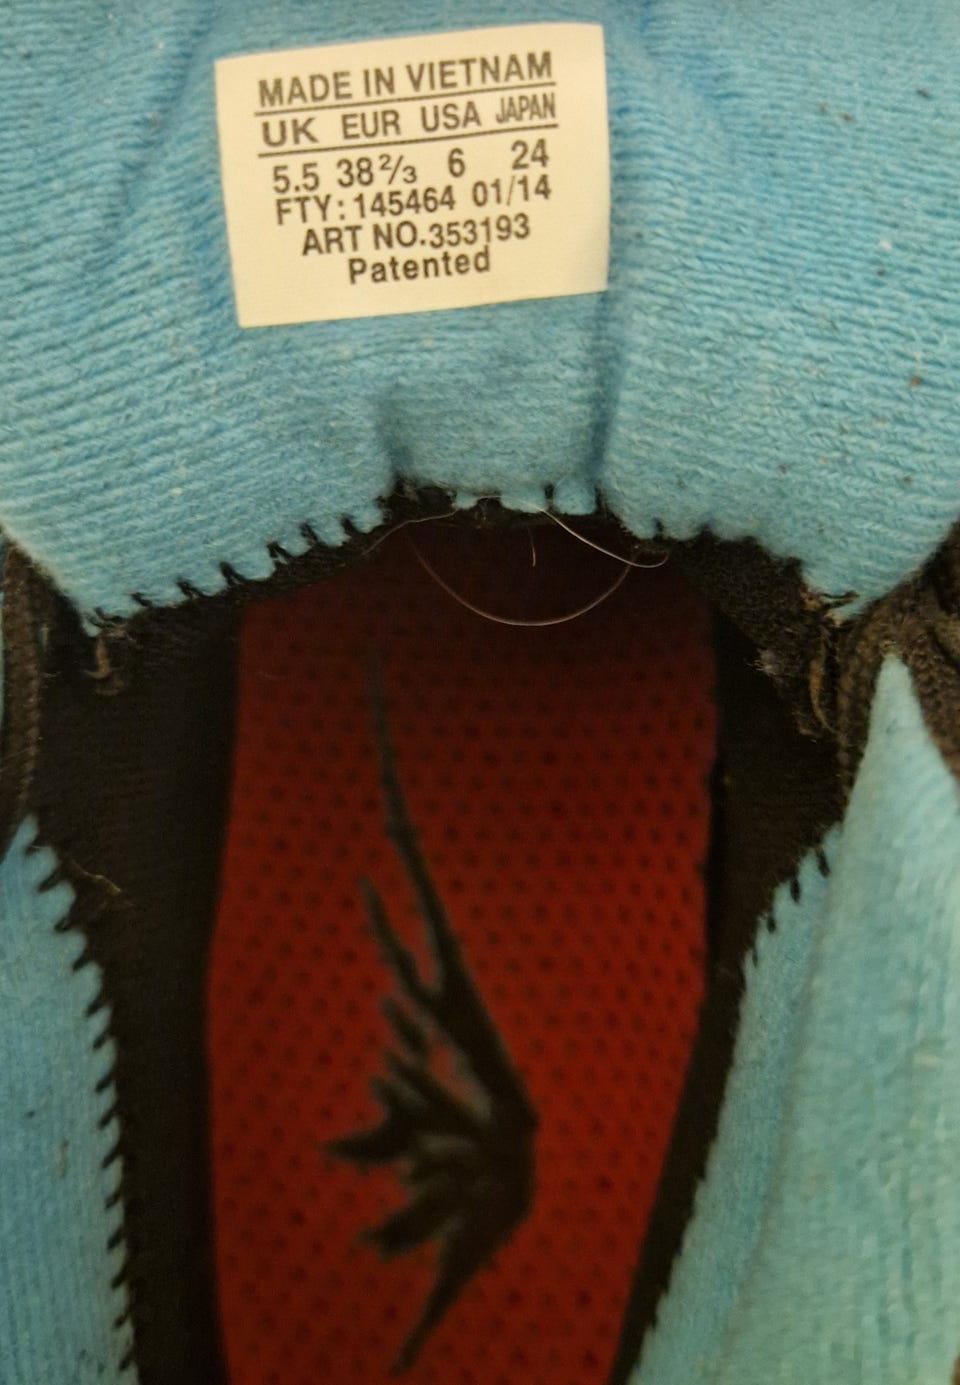 MADE IN VIETNAM
UK EUR USA JAPAN
5.5 38⅔ 6 24
FTY: 145464 01/14
ART NO.353193
Patented